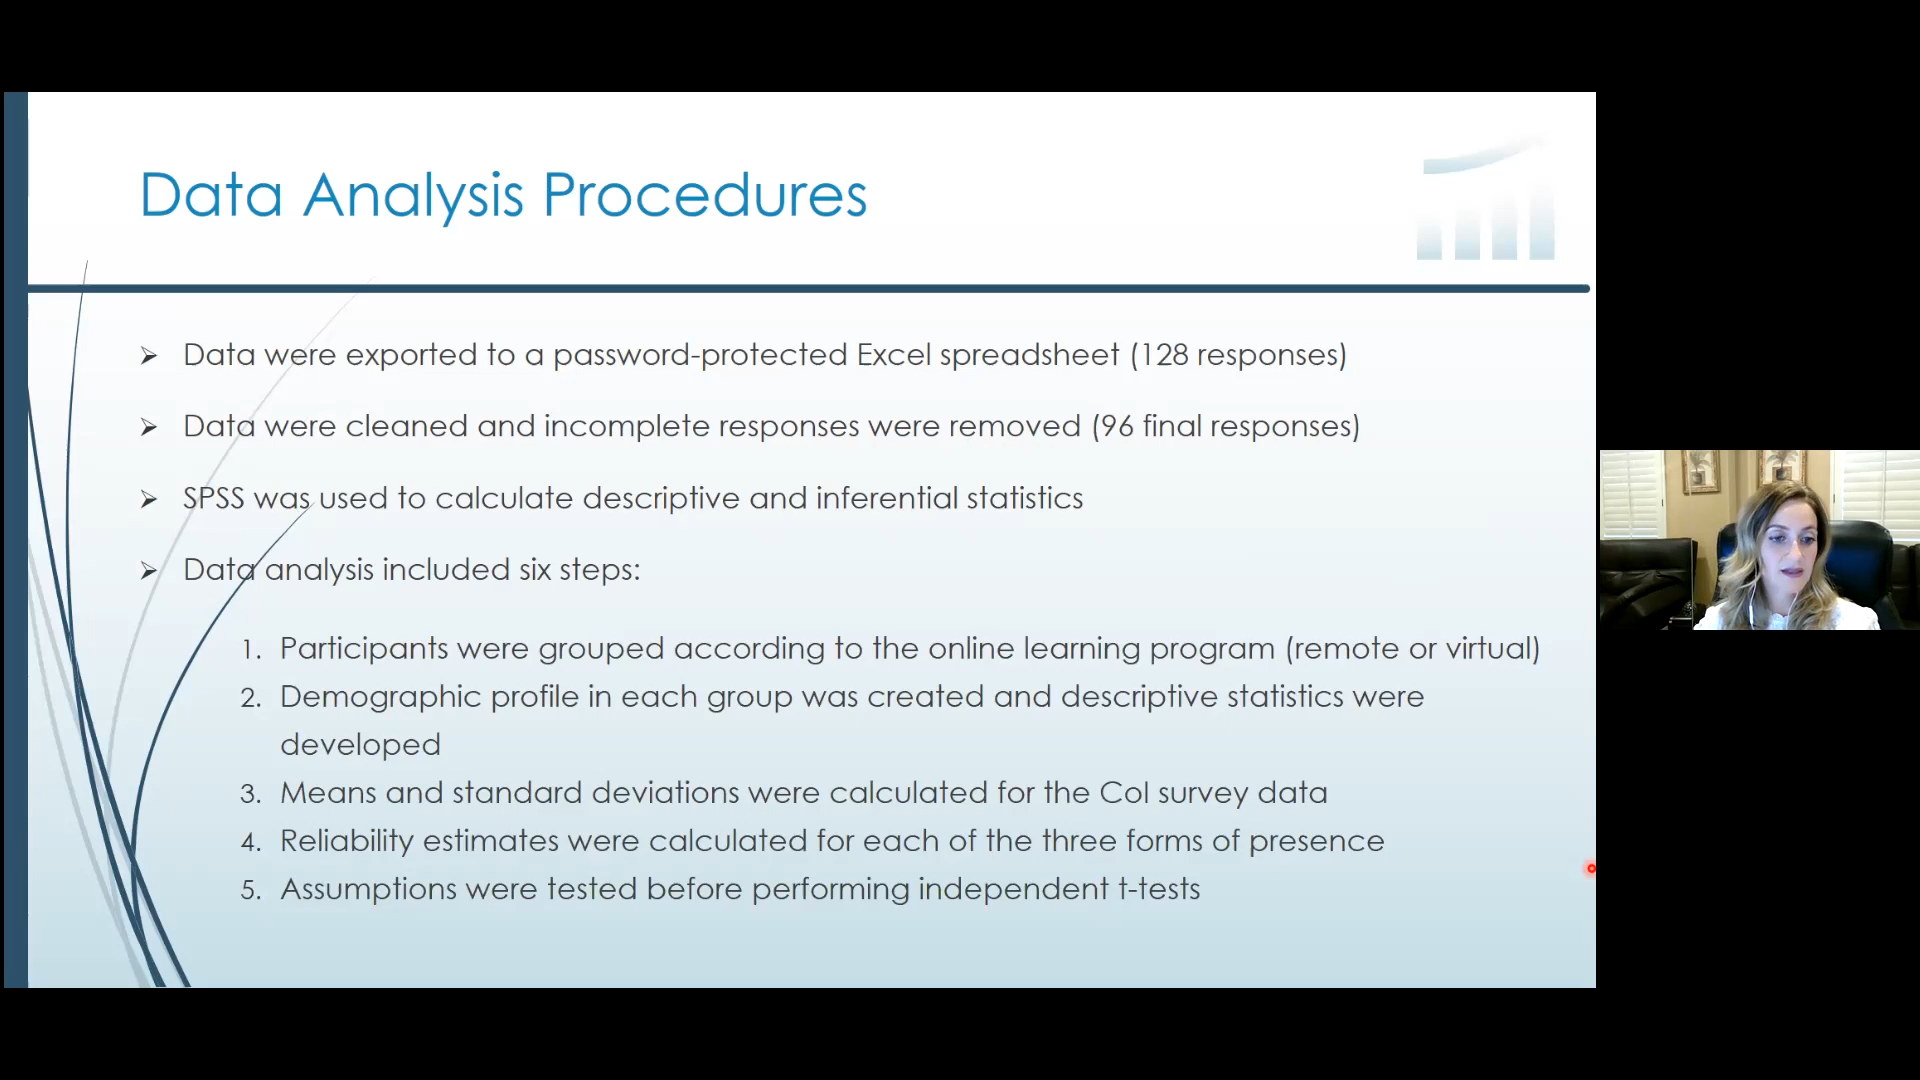 Data Analysis Procedures
Data were exported to a password-protected Excel spreadsheet (128 responses)
Data were cleaned and incomplete responses were removed (96 final responses)
SPSS was used to calculate descriptive and inferential statistics
Data analysis included six steps:
1. Participants were grouped according to the online learning program (remote or virtual)
2. Demographic profile in each group was created and descriptive statistics were
developed
3. Means and standard deviations were calculated for the CoI survey data
4. Reliability estimates were calculated for each of the three forms of presence
5. Assumptions were tested before performing independent t-tests